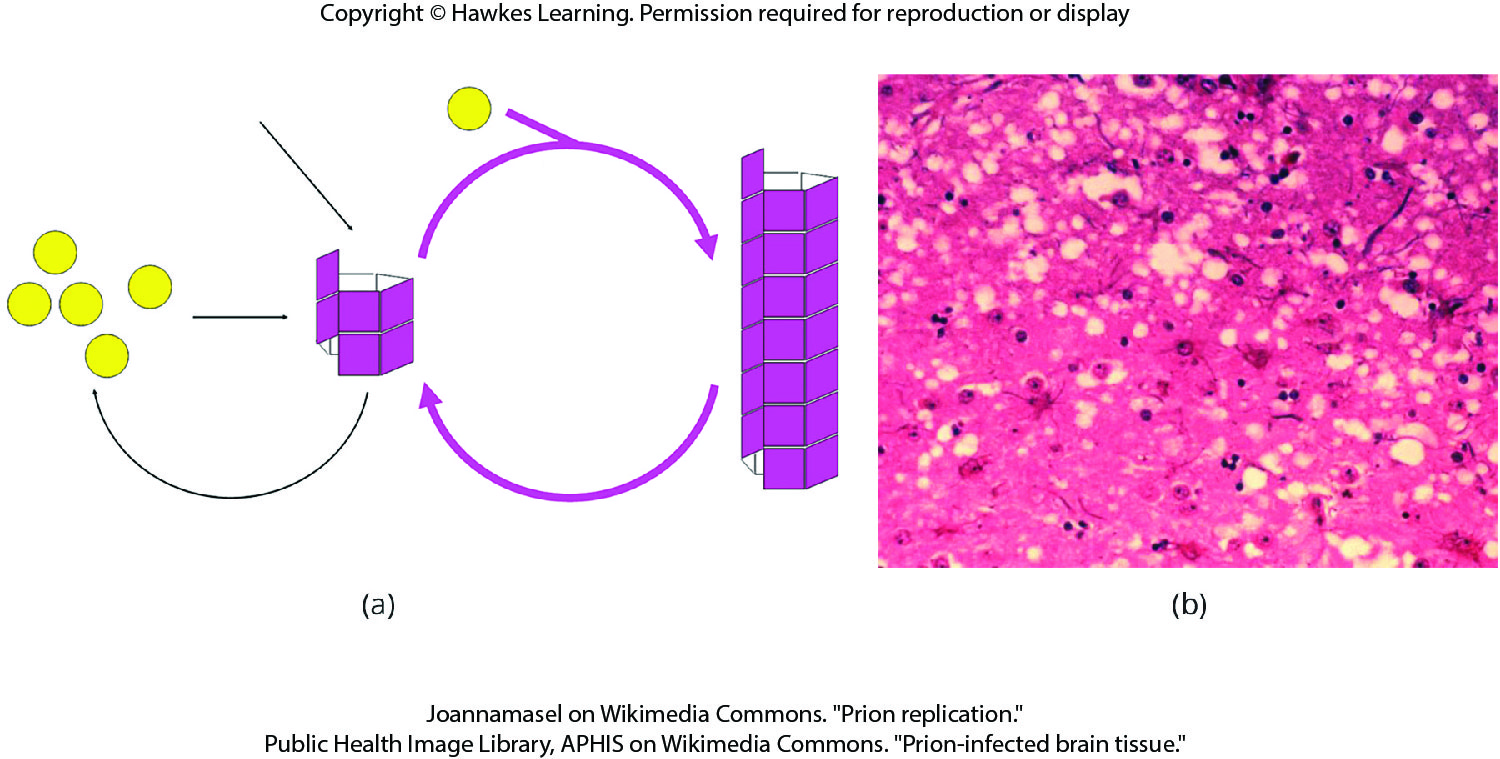 Copyright © Hawkes Learning. Permission required for reproduction or display
(a)
(b)
Joannamasel on Wikimedia Commons. "Prion replication."
Public Health Image Library, APHIS on Wikimedia Commons. "Prion-infected brain tissue."